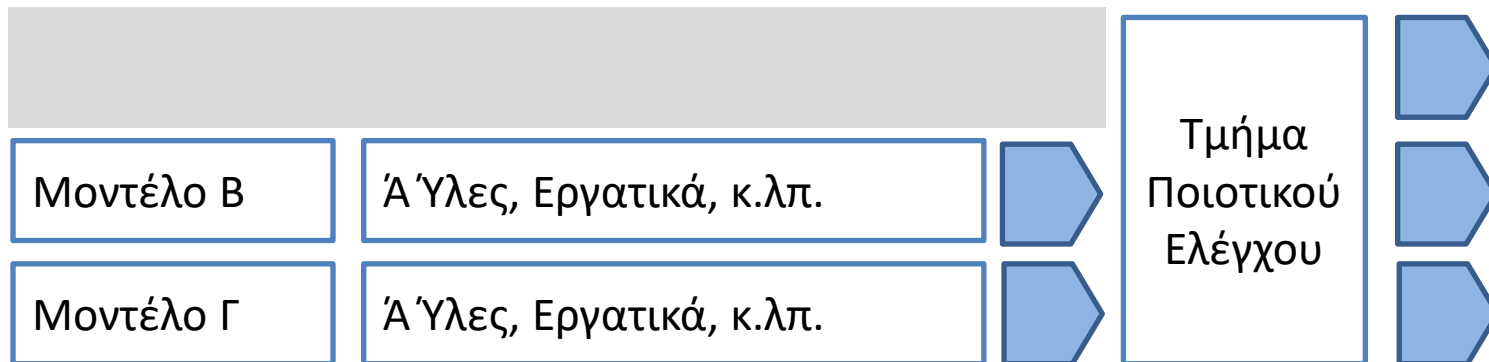 Μοντέλο Β
Ά Ύλες, Εργατικά, κ.λπ.
Μοντέλο Γ
Ά Ύλες, Εργατικά, κ.λπ.
Τμήμα
Ποιοτικού
Ελέγχου